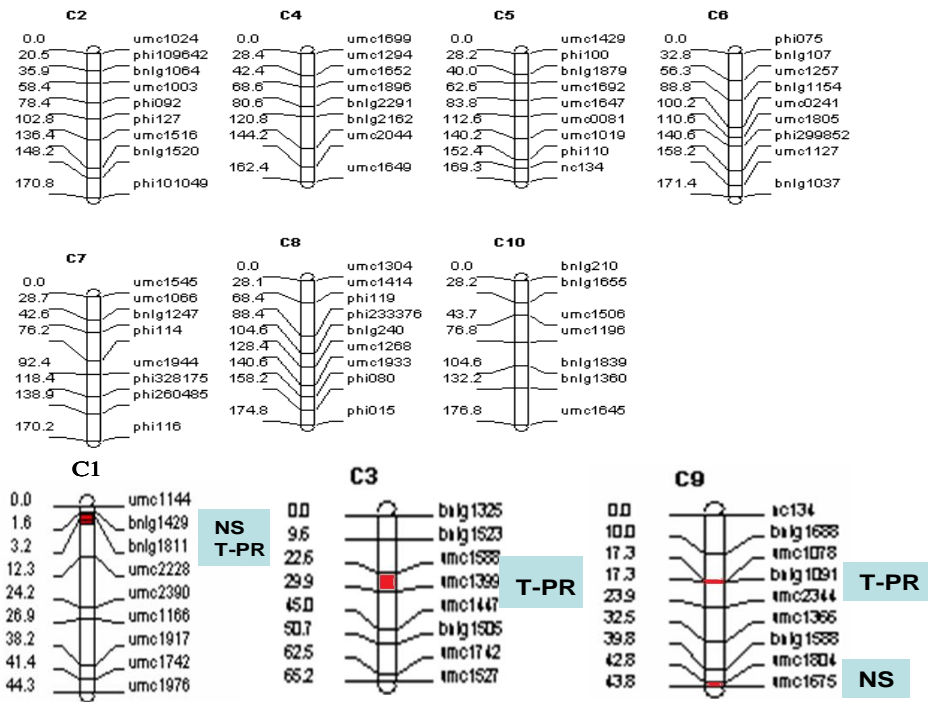 C2
0.0 umc1024
20.5 phi109642
35.9 bnlg1064
58.4 umc1003
78.4 phi092
102.8 phi127
136.4 umc1516
148.2 bnlg1520
170.8 phi101049
C4
0.0 umc1699
28.4 umc1294
42.4 umc1652
68.6 umc1896
80.6 bnlg2291
120.8 bnlg2162
144.2 umc2044
162.4 umc1649
C5
0.0 umc1429
28.2 phi100
40.0 bnlg1879
62.6 umc1692
83.8 umc1647
112.6 umc0081
140.2 umc1019
152.4 phi110
169.3 nc134
C6
0.0 phi075
32.8 bnlg107
56.3 umc1257
88.8 bnlg1154
100.2 umc0241
110.6 umc1805
140.6 phi299852
158.2 umc1127
171.4 bnlg1037
C7
0.0 umc1545
28.7 umc1066
42.6 bnlg1247
76.2 phi114
92.4 umc1944
118.4 phi328175
138.9 phi260485
170.2 phi116
C8
0.0 umc1304
28.1 umc1414
68.4 phi119
88.4 phi233376
104.6 bnlg240
128.4 umc1268
140.6 umc1933
158.2 phi080
174.8 phi015
C10
0.0 bnlg210
28.2 bnlg1655
43.7 umc1506
76.8 umc1196
104.6 bnlg1839
132.2 bnlg1360
176.8 umc1645
C1
0.0 umc1144
1.6 bnlg1429
3.2 bnlg1811
12.3 umc2228
24.2 umc2390
26.9 umc1166
38.2 umc1917
41.4 umc1742
44.3 umc1976
NS
T-PR
C3
0.0 bnlg1325
9.6 bnlg1523
22.6 umc1588
29.9 umc1399
45.0 umc1447
50.7 bnlg1505
62.5 umc1742
65.2 umc1527
T-PR
C9
0.0 nc134
10.0 bnlg1688
17.3 umc1078
17.3 bnlg1091
23.9 umc2344
32.5 umc1366
39.8 bnlg1588
42.8 umc1804
43.8 umc1675
T-PR
NS